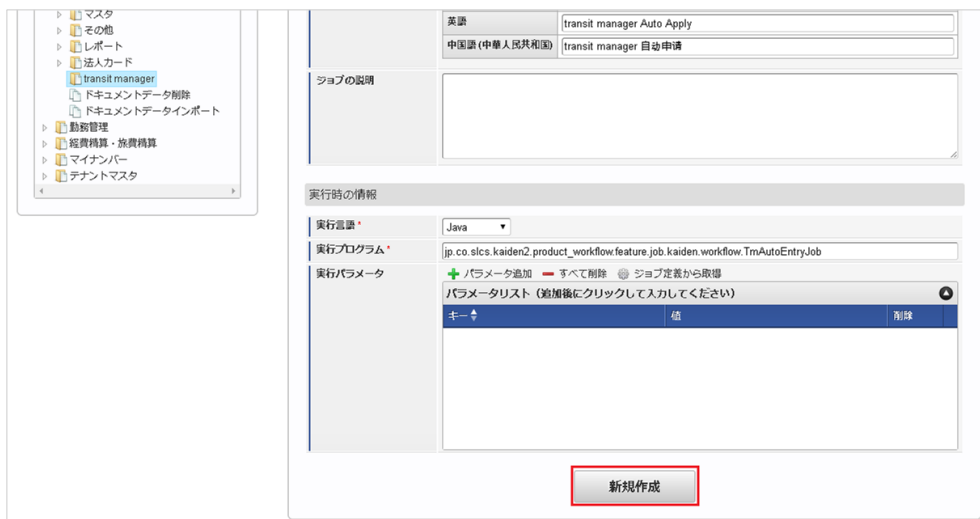 マスタ
その他
レポート
法人カード
transit manager
ドキュメントデータ削除
ドキュメントデータインポート
勤務管理
経費精算・旅費精算
マイナンバー
テナントマスタ
英語 transit manager Auto Apply
中国語 (中華人民共和国) transit manager 自动申请
ジョブの説明
実行時の情報
実行言語* Java
実行プログラム* jp.co.slcs.kaiden2.product_workflow.feature.job.kaiden.workflow.TmAutoEntryJob
実行パラメータ パラメータ追加 すべて削除 ジョブ定義から取得
パラメータリスト (追加後にクリックして入力してください)
キー 値 削除
新規作成